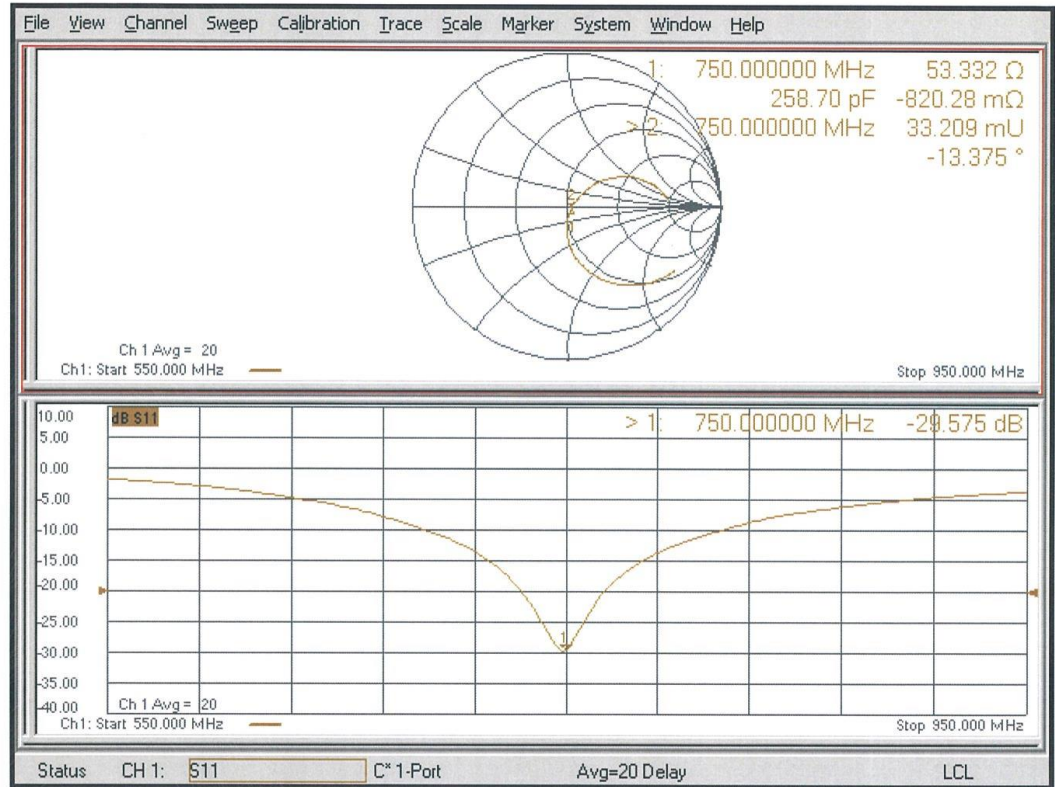 File View Channel Sweep Calibration Trace Scale Marker System Window Help
1: 750.000000 MHz 53.332 Ω
258.70 pF -820.28 mΩ
> 2: 750.000000 MHz 33.209 mU
-13.375 °
Ch 1 Avg = 20
Ch1: Start 550.000 MHz Stop 950.000 MHz
10.00 dB S11 > 1: 750.000000 MHz -29.575 dB
5.00
0.00
-5.00
-10.00
-15.00
-20.00
-25.00
1
-30.00
-35.00
-40.00 Ch 1 Avg = 20
Ch1: Start 550.000 MHz Stop 950.000 MHz
Status CH 1: S11 C* 1-Port Avg=20 Delay LCL